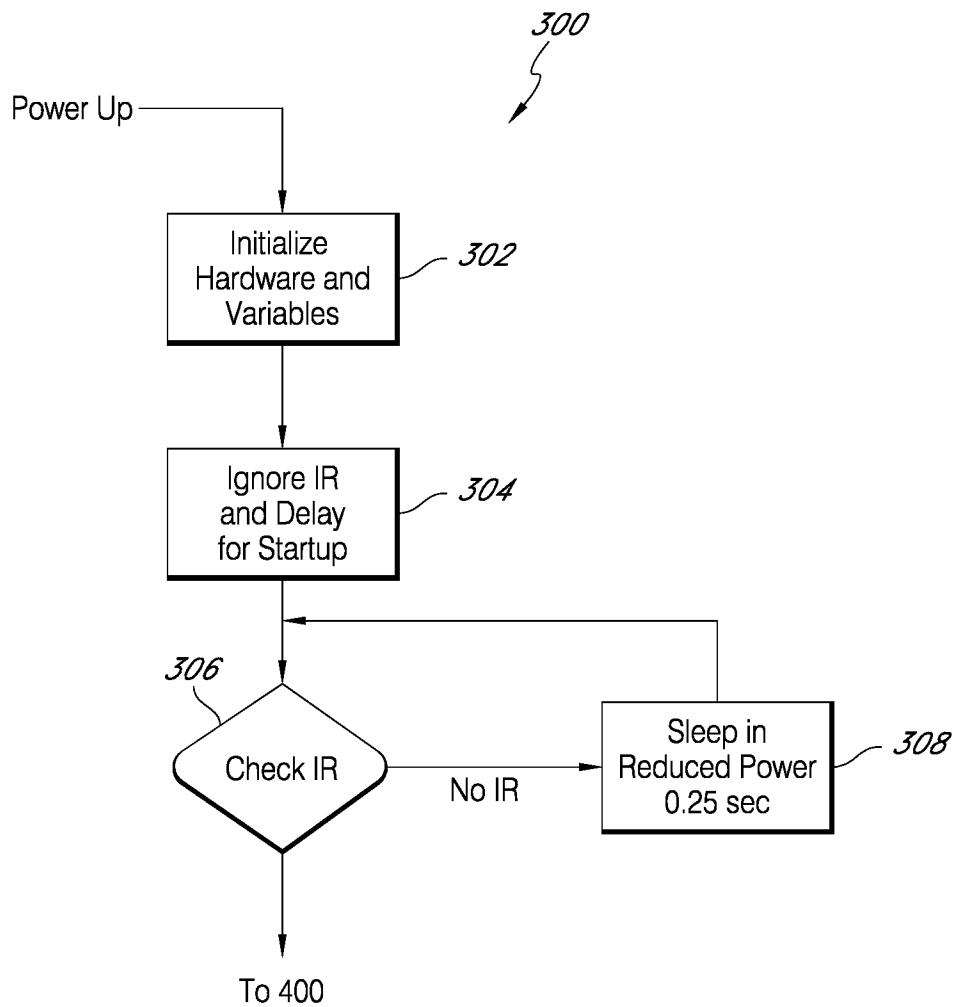 300
Power Up
Initialize
Hardware and
Variables
302
Ignore IR
and Delay
for Startup
304
306
Check IR
No IR
Sleep in
Reduced Power
0.25 sec
308
To 400